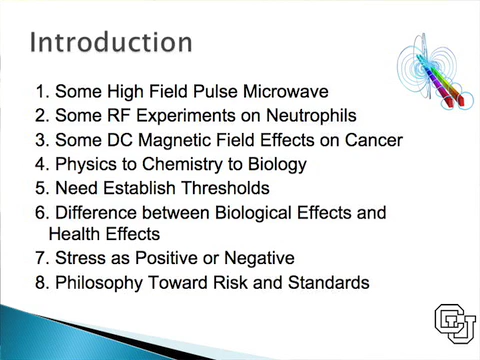 Introduction
1. Some High Field Pulse Microwave
2. Some RF Experiments on Neutrophils
3. Some DC Magnetic Field Effects on Cancer
4. Physics to Chemistry to Biology
5. Need Establish Thresholds
6. Difference between Biological Effects and
Health Effects
7. Stress as Positive or Negative
8. Philosophy Toward Risk and Standards
CU